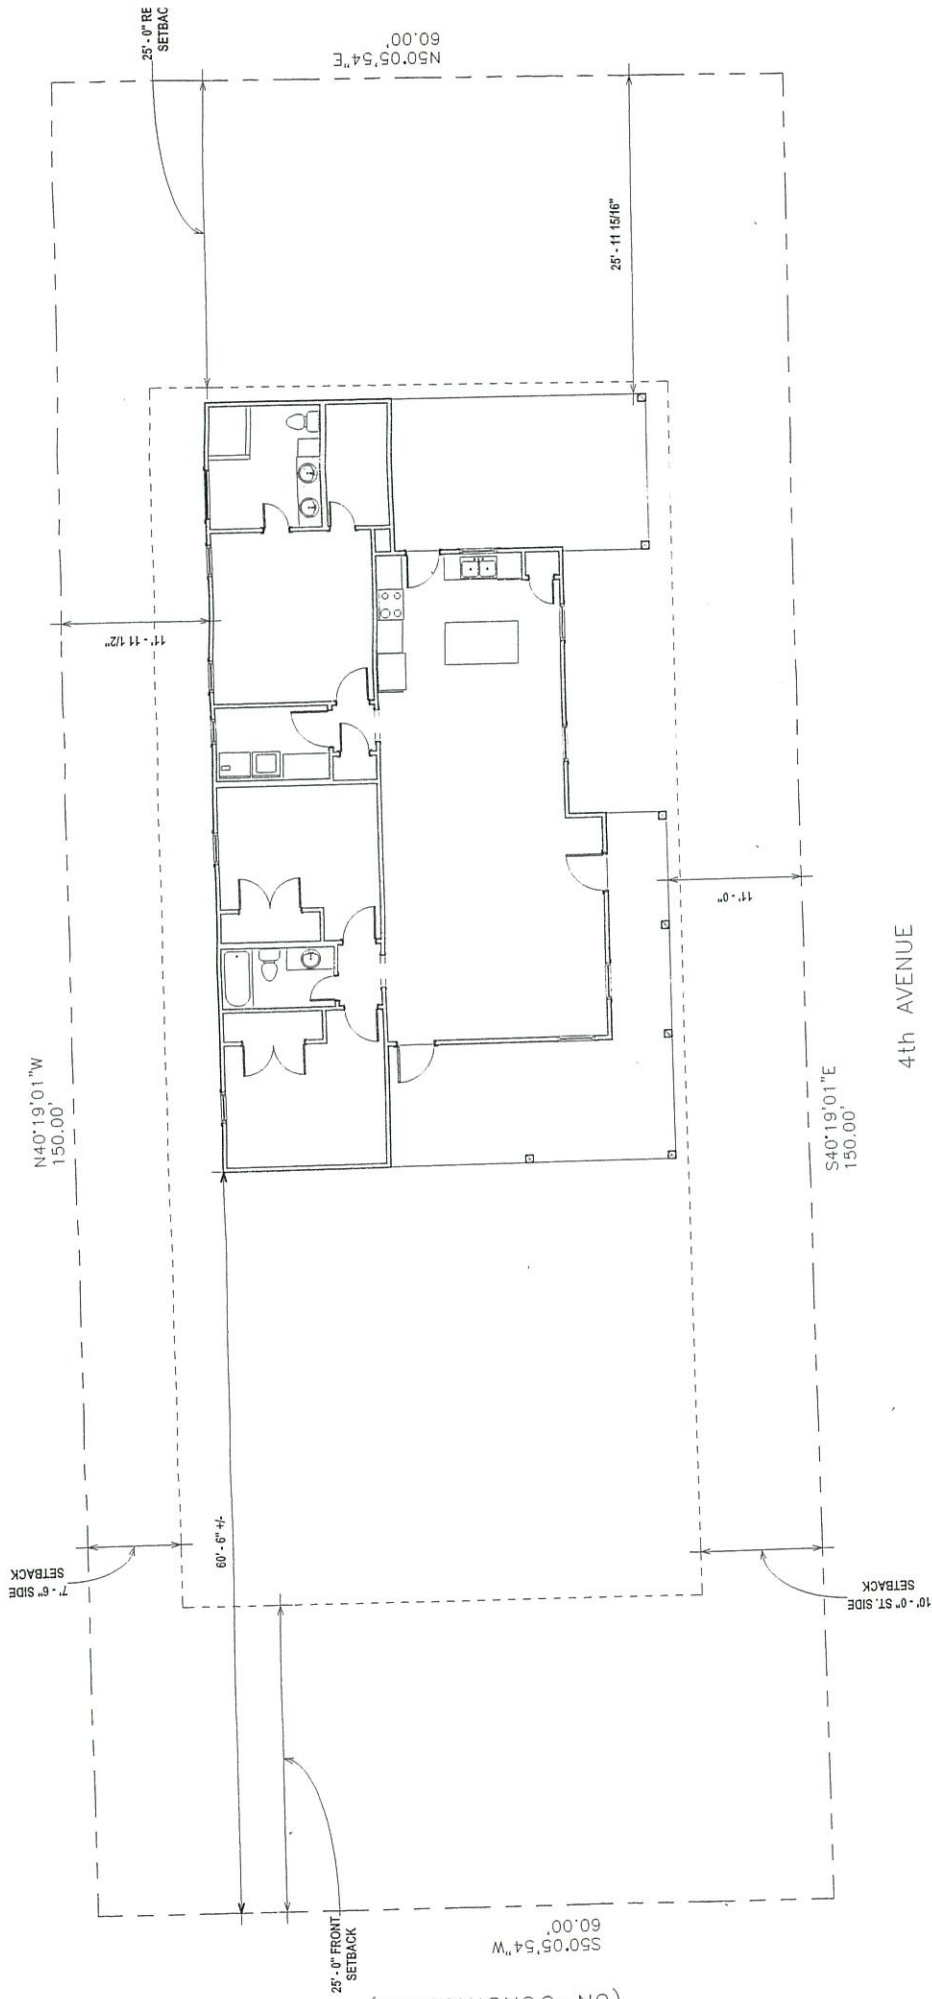 25' - 0" RE
SETBAC
N50°05'54"E
60.00'
25' - 11 15/16"
11' - 11 1/2"
11' - 0"
4th AVENUE
N40°19'01"W
150.00'
S40°19'01"E
150.00'
60' - 6" +/-
7' - 6" SIDE
SETBACK
10' - 0" ST. SIDE
SETBACK
25' - 0" FRONT
SETBACK
S50°05'54"W
60.00'